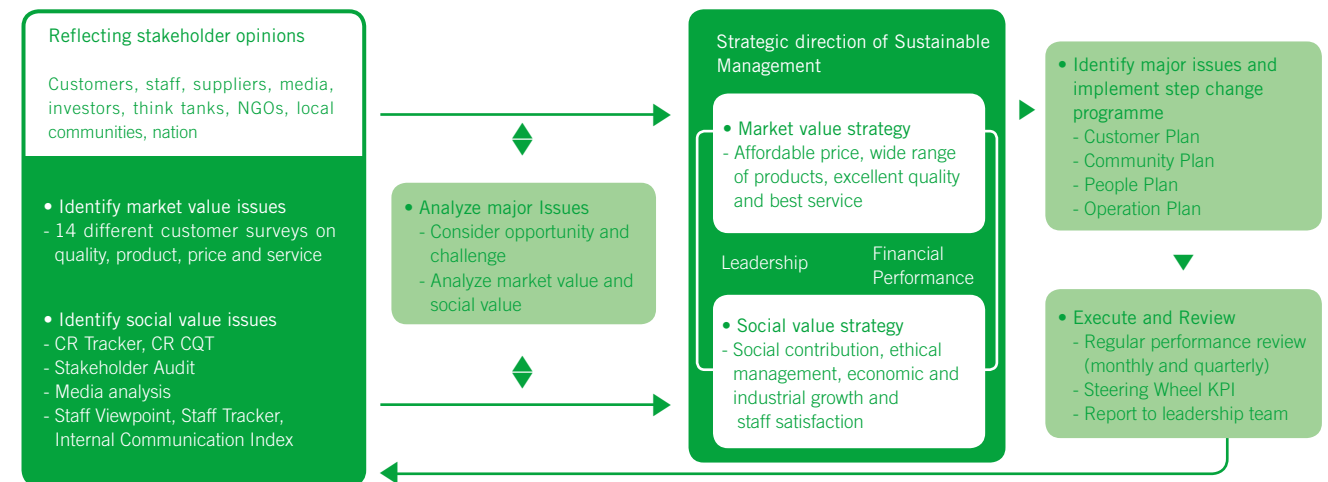 Reflecting stakeholder opinions
Customers, staff, suppliers, media,
investors, think tanks, NGOs, local
communities, nation
• Identify market value issues
- 14 different customer surveys on
quality, product, price and service
• Identify social value issues
- CR Tracker, CR CQT
- Stakeholder Audit
- Media analysis
- Staff Viewpoint, Staff Tracker,
Internal Communication Index
• Analyze major Issues
- Consider opportunity and
challenge
- Analyze market value and
social value
Strategic direction of Sustainable
Management
• Market value strategy
- Affordable price, wide range
of products, excellent quality
and best service
Leadership
Financial
Performance
• Social value strategy
- Social contribution, ethical
management, economic and
industrial growth and
staff satisfaction
• Identify major issues and
implement step change
programme
- Customer Plan
- Community Plan
- People Plan
- Operation Plan
• Execute and Review
- Regular performance review
(monthly and quarterly)
- Steering Wheel KPI
- Report to leadership team